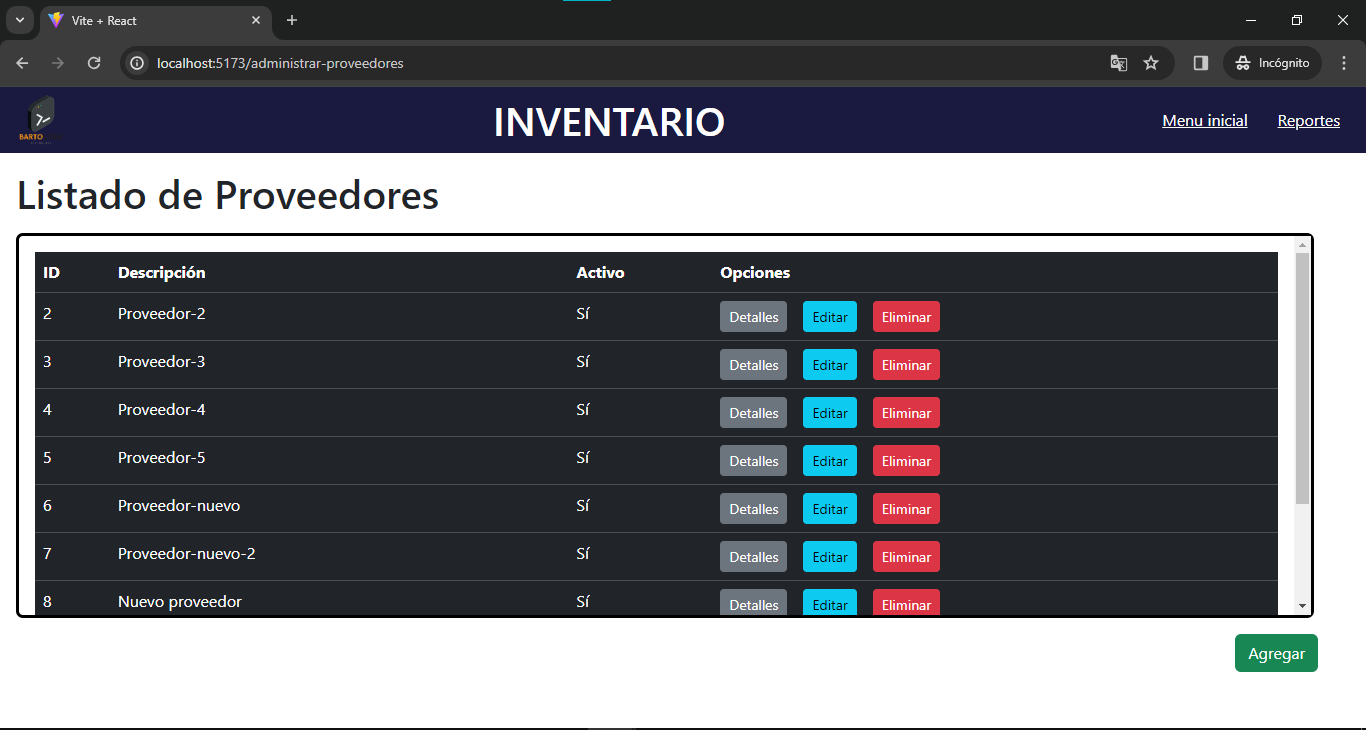 Vite + React
localhost:5173/administrar-proveedores
Incógnito
BARTO
INVENTARIO
Menu inicial Reportes
Listado de Proveedores
ID Descripción Activo Opciones
2 Proveedor-2 Sí Detalles Editar Eliminar
3 Proveedor-3 Sí Detalles Editar Eliminar
4 Proveedor-4 Sí Detalles Editar Eliminar
5 Proveedor-5 Sí Detalles Editar Eliminar
6 Proveedor-nuevo Sí Detalles Editar Eliminar
7 Proveedor-nuevo-2 Sí Detalles Editar Eliminar
8 Nuevo proveedor Sí Detalles Editar Eliminar
Agregar